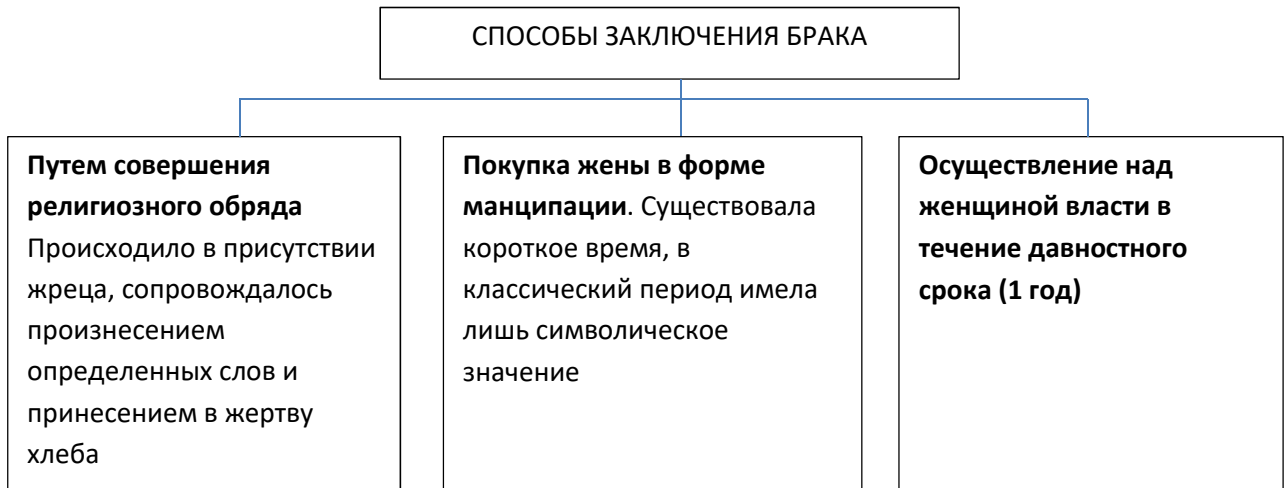 СПОСОБЫ ЗАКЛЮЧЕНИЯ БРАКА
Путем совершения
религиозного обряда
Происходило в присутствии
жреца, сопровождалось
произнесением
определенных слов и
принесением в жертву
хлеба
Покупка жены в форме
манципации. Существовала
короткое время, в
классический период имела
лишь символическое
значение
Осуществление над
женщиной власти в
течение давностного
срока (1 год)